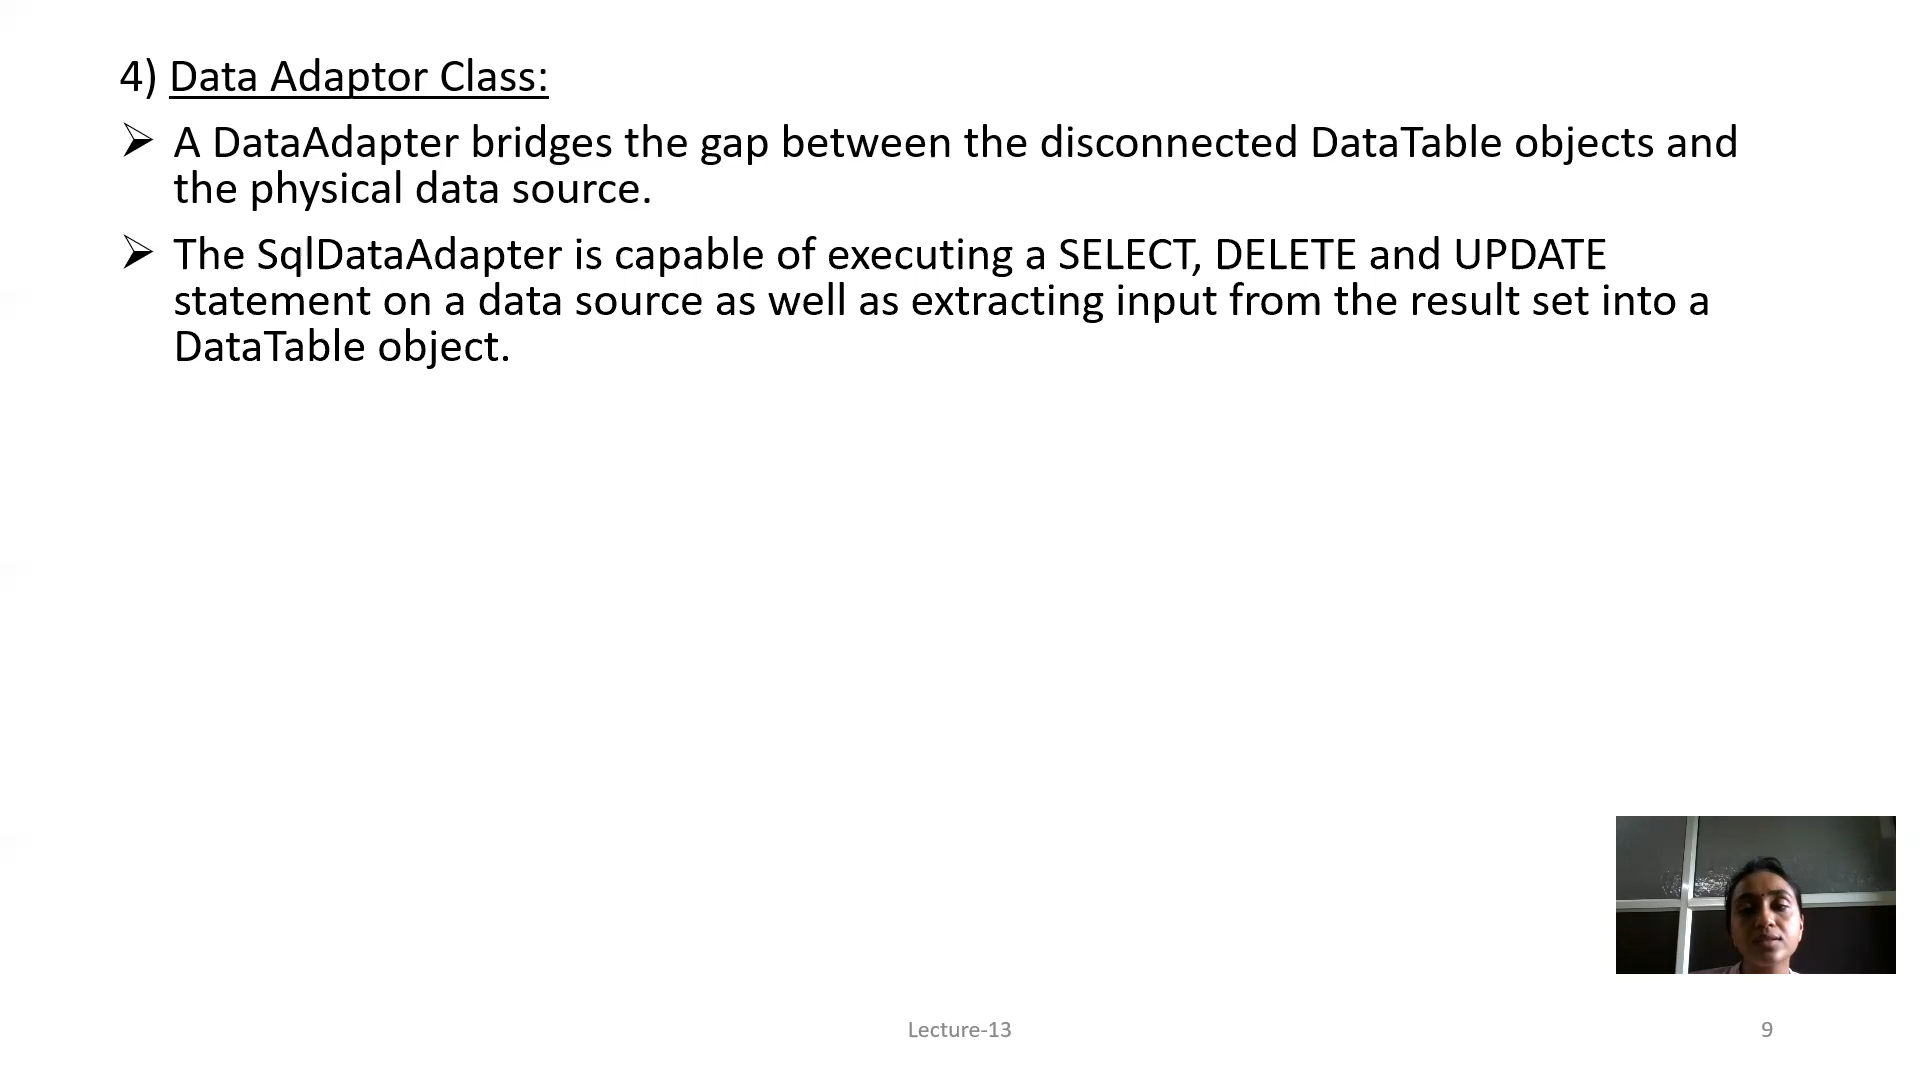 4) Data Adaptor Class:
➢ A DataAdapter bridges the gap between the disconnected DataTable objects and
the physical data source.
➢ The SqlDataAdapter is capable of executing a SELECT, DELETE and UPDATE
statement on a data source as well as extracting input from the result set into a
DataTable object.
Lecture-13
9